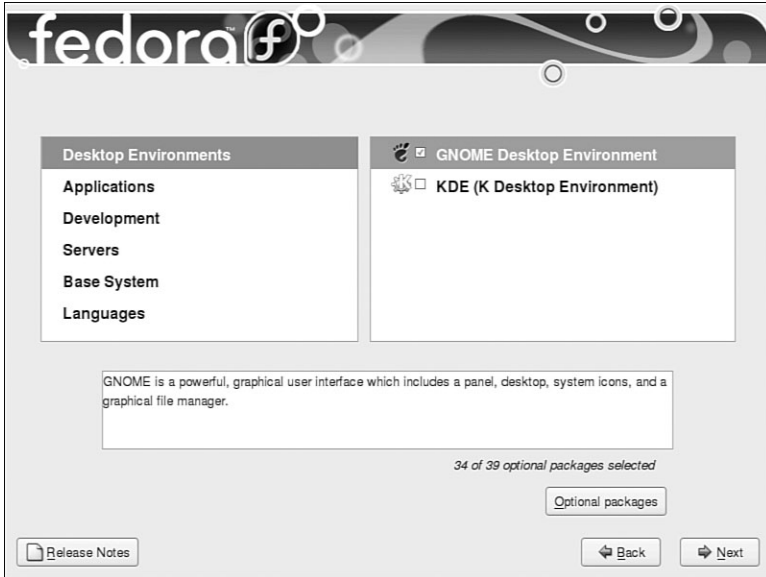 fedora™ f
Desktop Environments
Applications
Development
Servers
Base System
Languages
GNOME Desktop Environment
KDE (K Desktop Environment)
GNOME is a powerful, graphical user interface which includes a panel, desktop, system icons, and a
graphical file manager.
34 of 39 optional packages selected
Optional packages
Release Notes
Back
Next